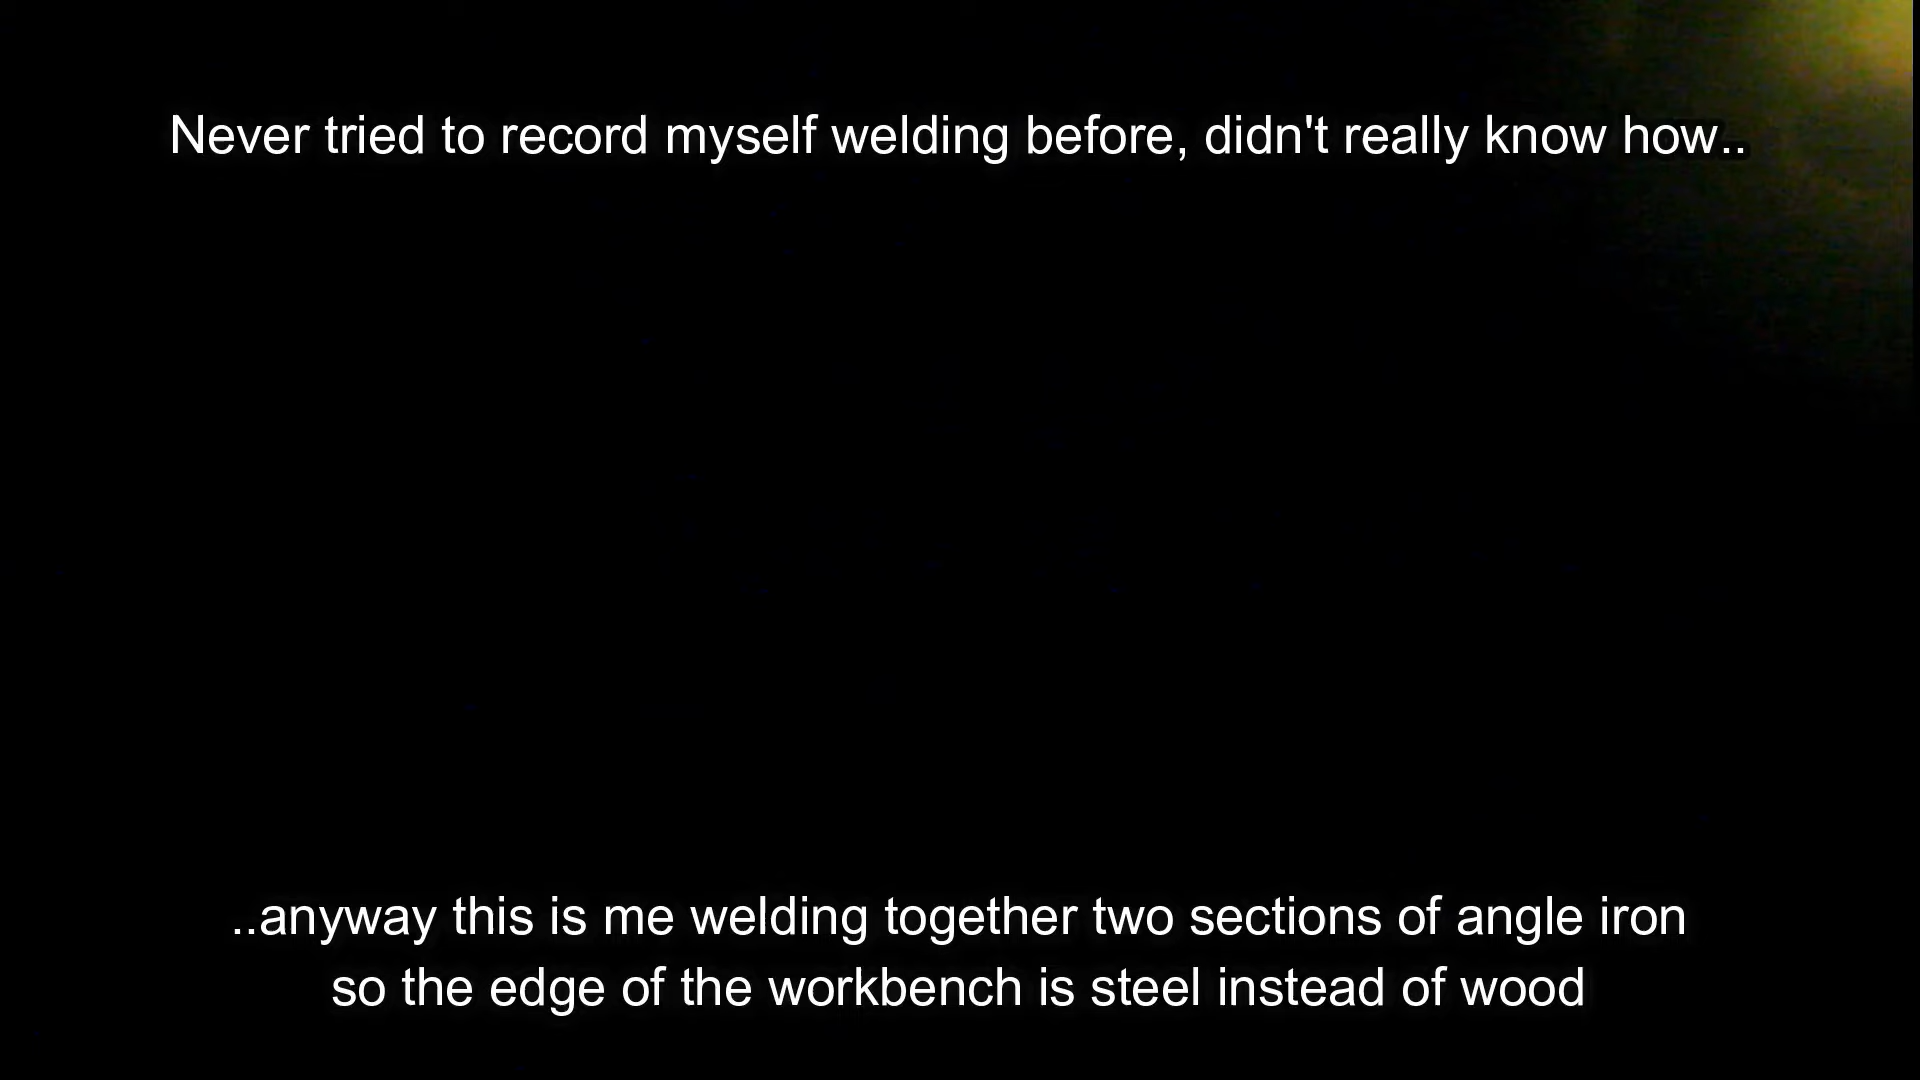 Never tried to record myself welding before, didn't really know how..
..anyway this is me welding together two sections of angle iron
so the edge of the workbench is steel instead of wood